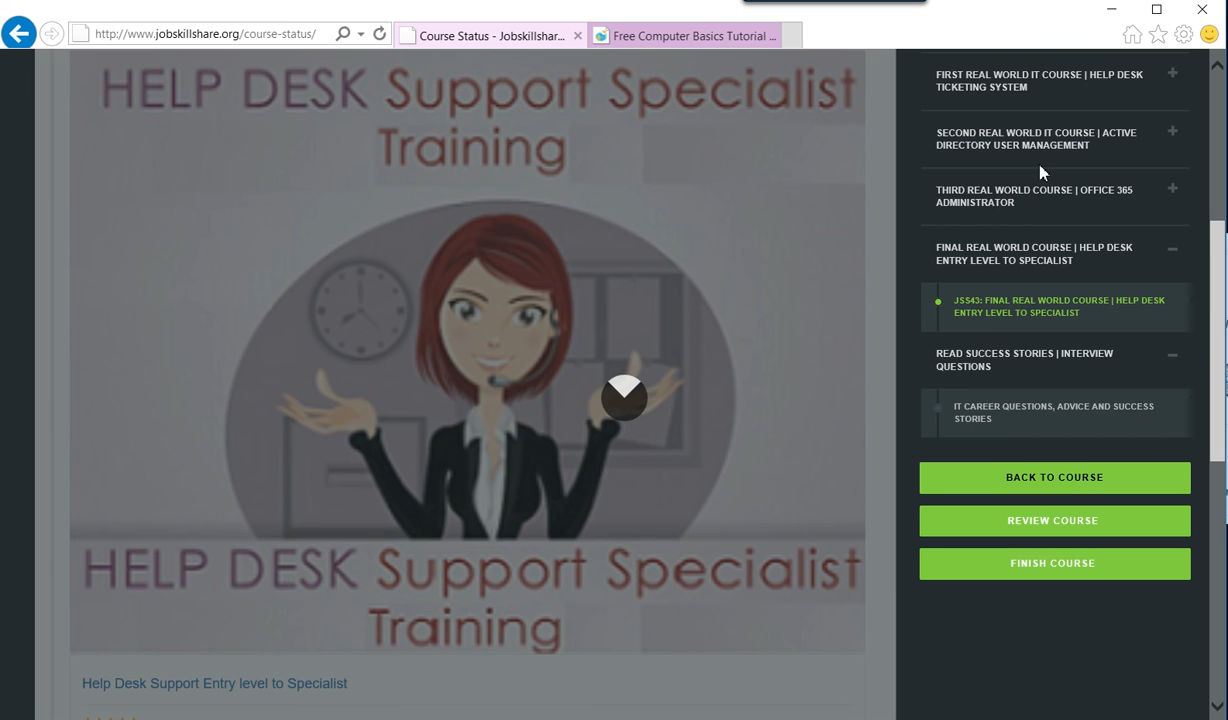 http://www.jobskillshare.org/course-status/
Course Status - Jobskillshar...
Free Computer Basics Tutorial ...
HELP DESK Support Specialist
Training
HELP DESK Support Specialist
Training
Help Desk Support Entry level to Specialist
FIRST REAL WORLD IT COURSE | HELP DESK
TICKETING SYSTEM
SECOND REAL WORLD IT COURSE | ACTIVE
DIRECTORY USER MANAGEMENT
THIRD REAL WORLD COURSE | OFFICE 365
ADMINISTRATOR
FINAL REAL WORLD COURSE | HELP DESK
ENTRY LEVEL TO SPECIALIST
JSS43: FINAL REAL WORLD COURSE | HELP DESK
ENTRY LEVEL TO SPECIALIST
READ SUCCESS STORIES | INTERVIEW
QUESTIONS
IT CAREER QUESTIONS, ADVICE AND SUCCESS
STORIES
BACK TO COURSE
REVIEW COURSE
FINISH COURSE